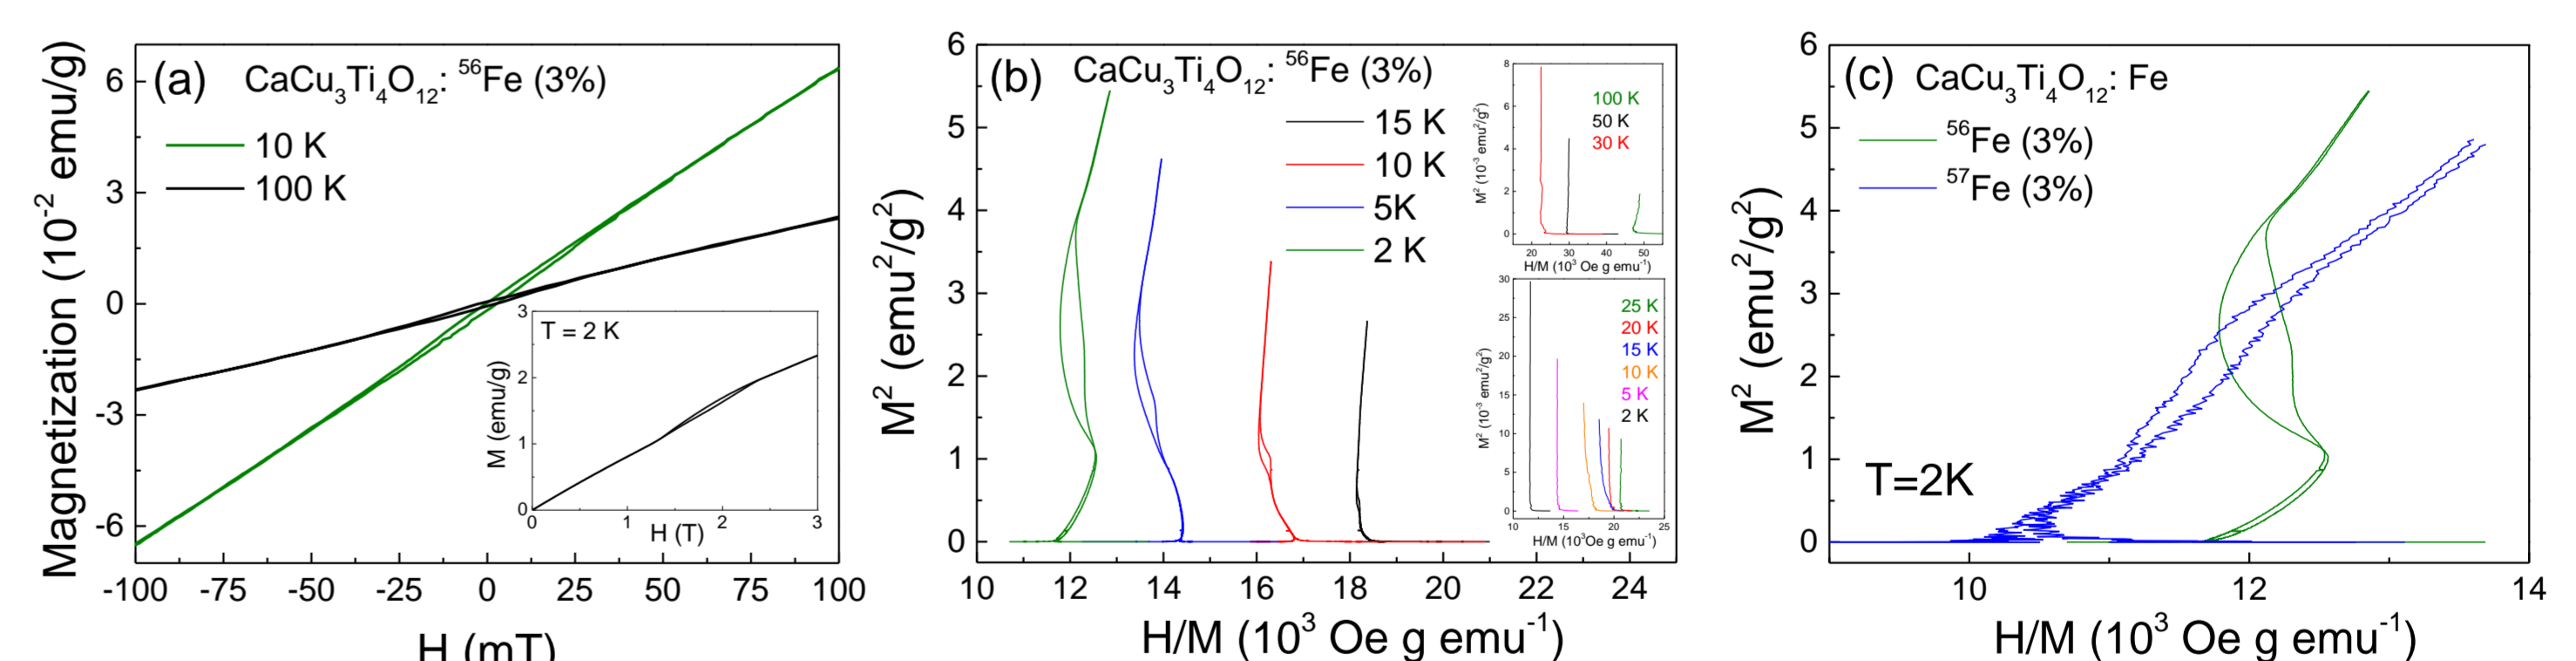 (a) CaCu₃Ti₄O₁₂: ⁵⁶Fe (3%)
10 K
100 K
Magnetization (10⁻² emu/g)
6
3
0
-3
-6
-100 -75 -50 -25 0 25 50 75 100
H (mT)
T = 2 K
M (emu/g)
3
2
1
0
0 1 2 3
H (T)
(b) CaCu₃Ti₄O₁₂: ⁵⁶Fe (3%)
15 K
10 K
5K
2 K
M² (emu²/g²)
6
5
4
3
2
1
0
10 12 14 16 18 20 22 24
H/M (10³ Oe g emu⁻¹)
100 K
50 K
30 K
M² (10⁻³ emu²/g²)
8
6
4
2
0
20 30 40 50
H/M (10³ Oe g emu⁻¹)
25 K
20 K
15 K
10 K
5 K
2 K
M² (10⁻³ emu²/g²)
30
25
20
15
10
5
0
10 15 20 25
H/M (10³Oe g emu⁻¹)
(c) CaCu₃Ti₄O₁₂: Fe
⁵⁶Fe (3%)
⁵⁷Fe (3%)
T=2K
M² (emu²/g²)
6
5
4
3
2
1
0
10 12 14
H/M (10³ Oe g emu⁻¹)